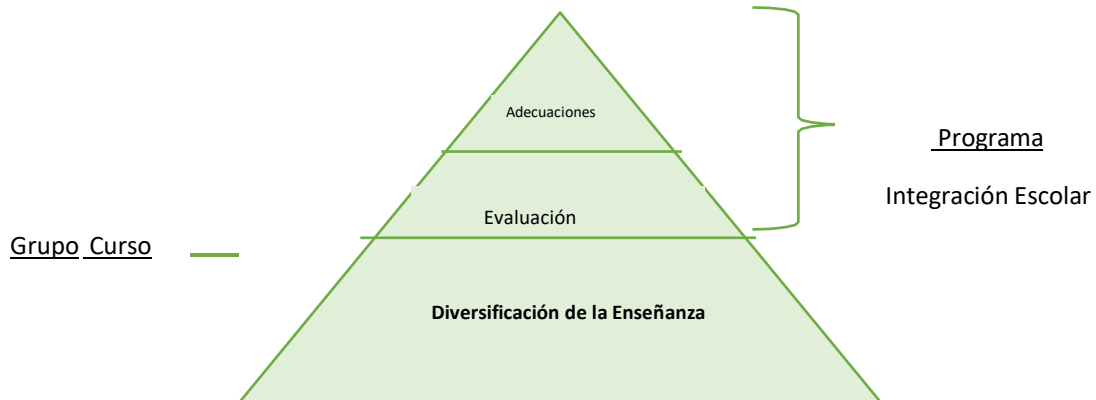 Adecuaciones
Programa
Integración Escolar
Evaluación
Grupo Curso
Diversificación de la Enseñanza